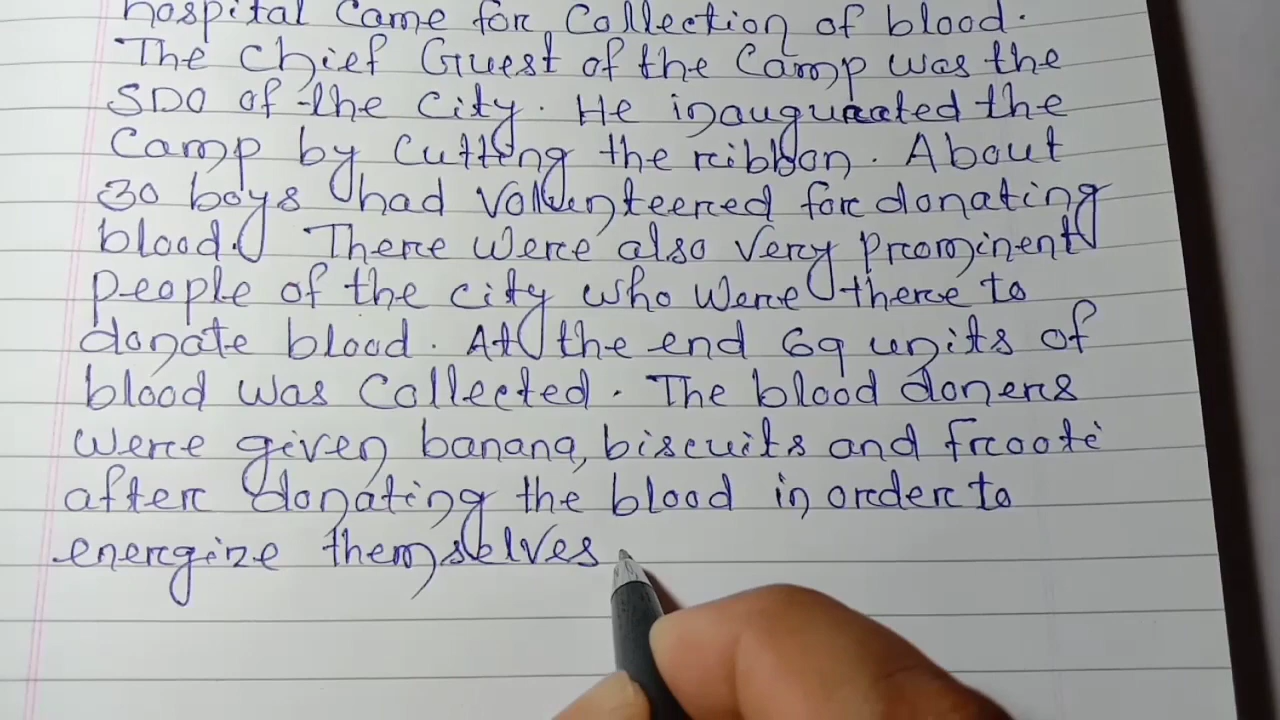 hospital came for collection of blood.
The chief Guest of the Camp was the
SDO of the city. He inaugurated the
Camp by cutting the ribbon. About
30 boys had volunteered for donating
blood. There were also very prominent
people of the city who were there to
donate blood. At the end 69 units of
blood was collected. The blood doners
were given banana, biscuits and frooti
after donating the blood in order to
energize themselves